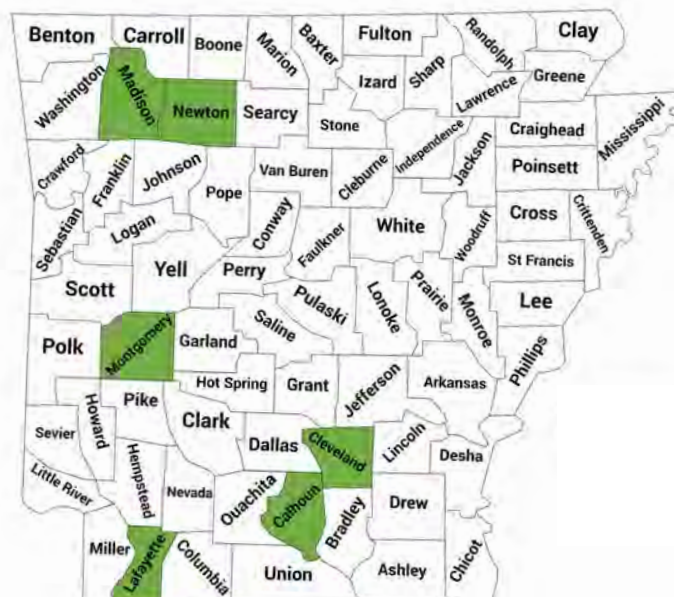 Benton
Carroll
Boone
Marion
Baxter
Fulton
Randolph
Clay
Washington
Madison
Newton
Searcy
Izard
Sharp
Lawrence
Greene
Stone
Independence
Jackson
Craighead
Mississippi
Crawford
Franklin
Johnson
Pope
Van Buren
Cleburne
Poinsett
Sebastian
Logan
Conway
Faulkner
White
Woodruff
Cross
Crittenden
Scott
Yell
Perry
Pulaski
Lonoke
Prairie
Monroe
St Francis
Lee
Polk
Montgomery
Garland
Saline
Phillips
Hot Spring
Grant
Jefferson
Arkansas
Sevier
Howard
Pike
Clark
Dallas
Cleveland
Lincoln
Desha
Little River
Hempstead
Nevada
Ouachita
Calhoun
Bradley
Drew
Miller
Lafayette
Columbia
Union
Ashley
Chicot